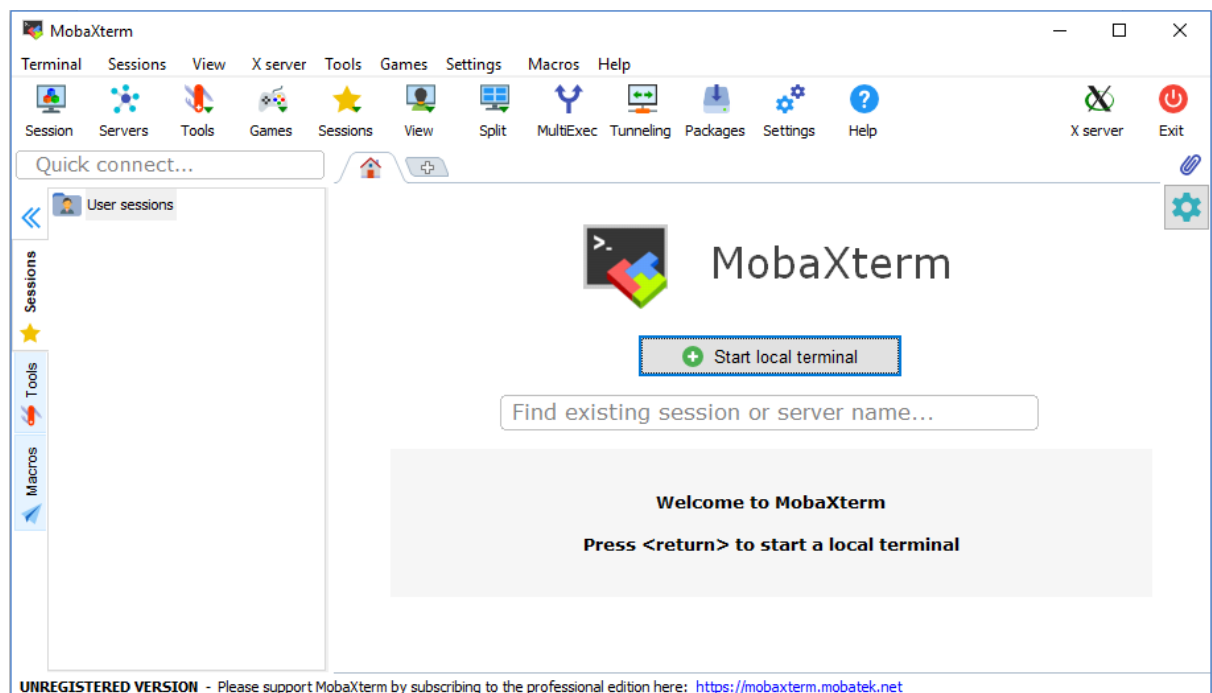 MobaXterm
Terminal Sessions View X server Tools Games Settings Macros Help
Session Servers Tools Games Sessions View Split MultiExec Tunneling Packages Settings Help X server Exit
Quick connect...
User sessions
Sessions
Tools
Macros
>_
MobaXterm
Start local terminal
Find existing session or server name...
Welcome to MobaXterm
Press <return> to start a local terminal
UNREGISTERED VERSION - Please support MobaXterm by subscribing to the professional edition here: https://mobaxterm.mobatek.net